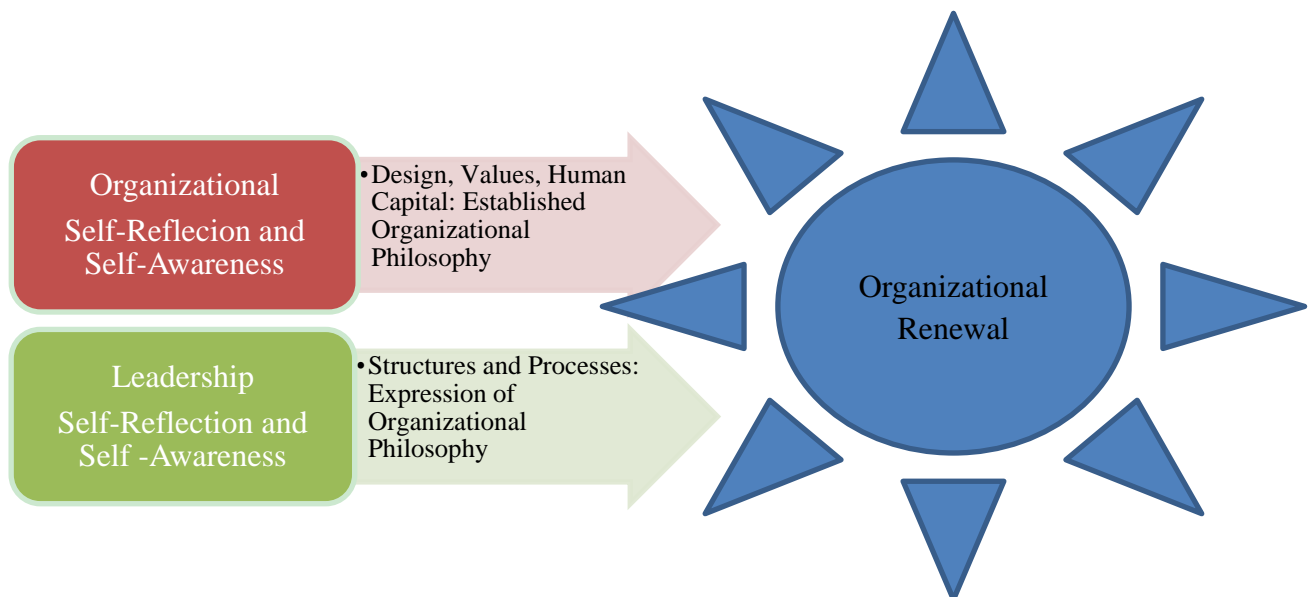 Organizational
Self-Reflecion and
Self-Awareness
•Design, Values, Human
Capital: Established
Organizational
Philosophy
Leadership
Self-Reflection and
Self -Awareness
•Structures and Processes:
Expression of
Organizational
Philosophy
Organizational
Renewal